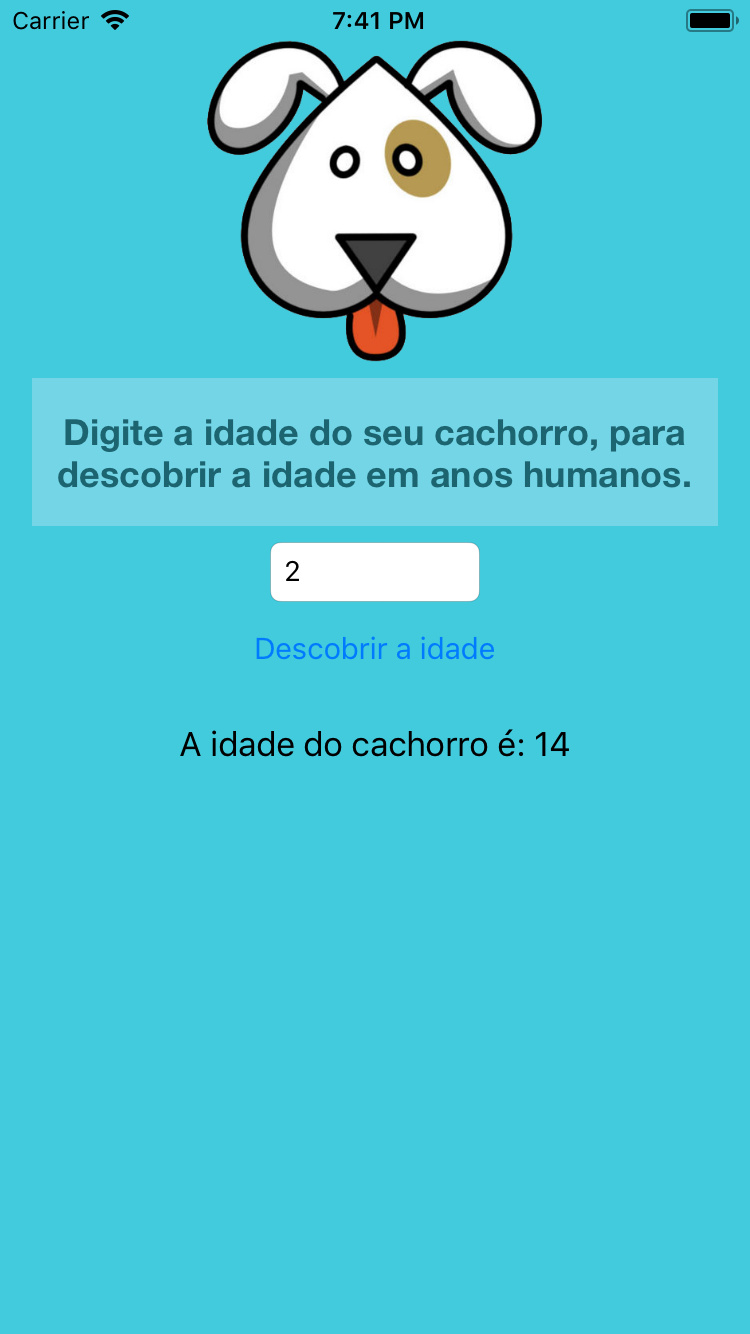 Carrier 7:41 PM
Digite a idade do seu cachorro, para
descobrir a idade em anos humanos.
2
Descobrir a idade
A idade do cachorro é: 14